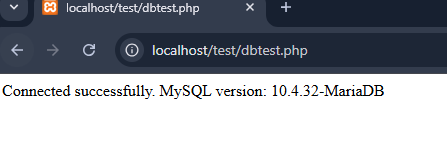 localhost/test/dbtest.php
localhost/test/dbtest.php
Connected successfully. MySQL version: 10.4.32-MariaDB